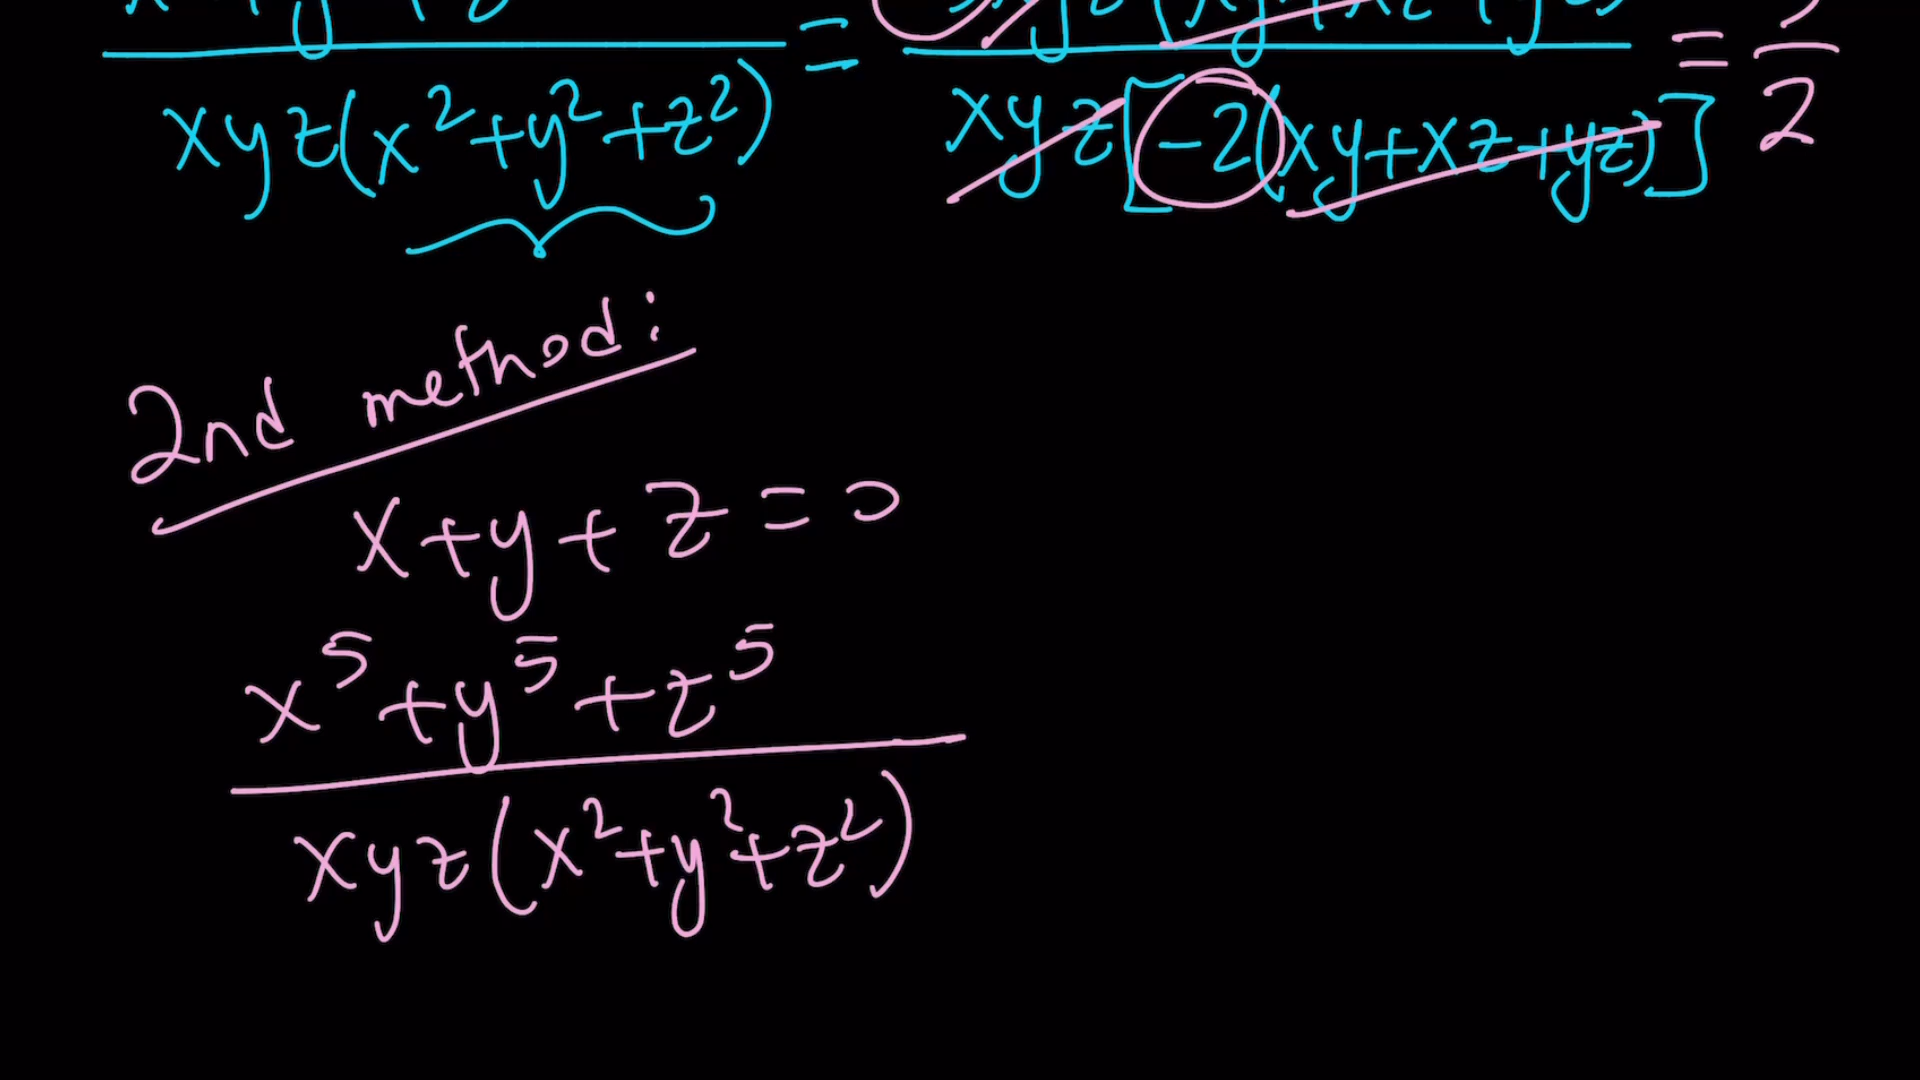 xyz(x²+y²+z²) = xyz[-2(xy+xz+yz)] = /2
2nd method:
x+y+z=0
x⁵+y⁵+z⁵
xyz(x²+y²+z²)